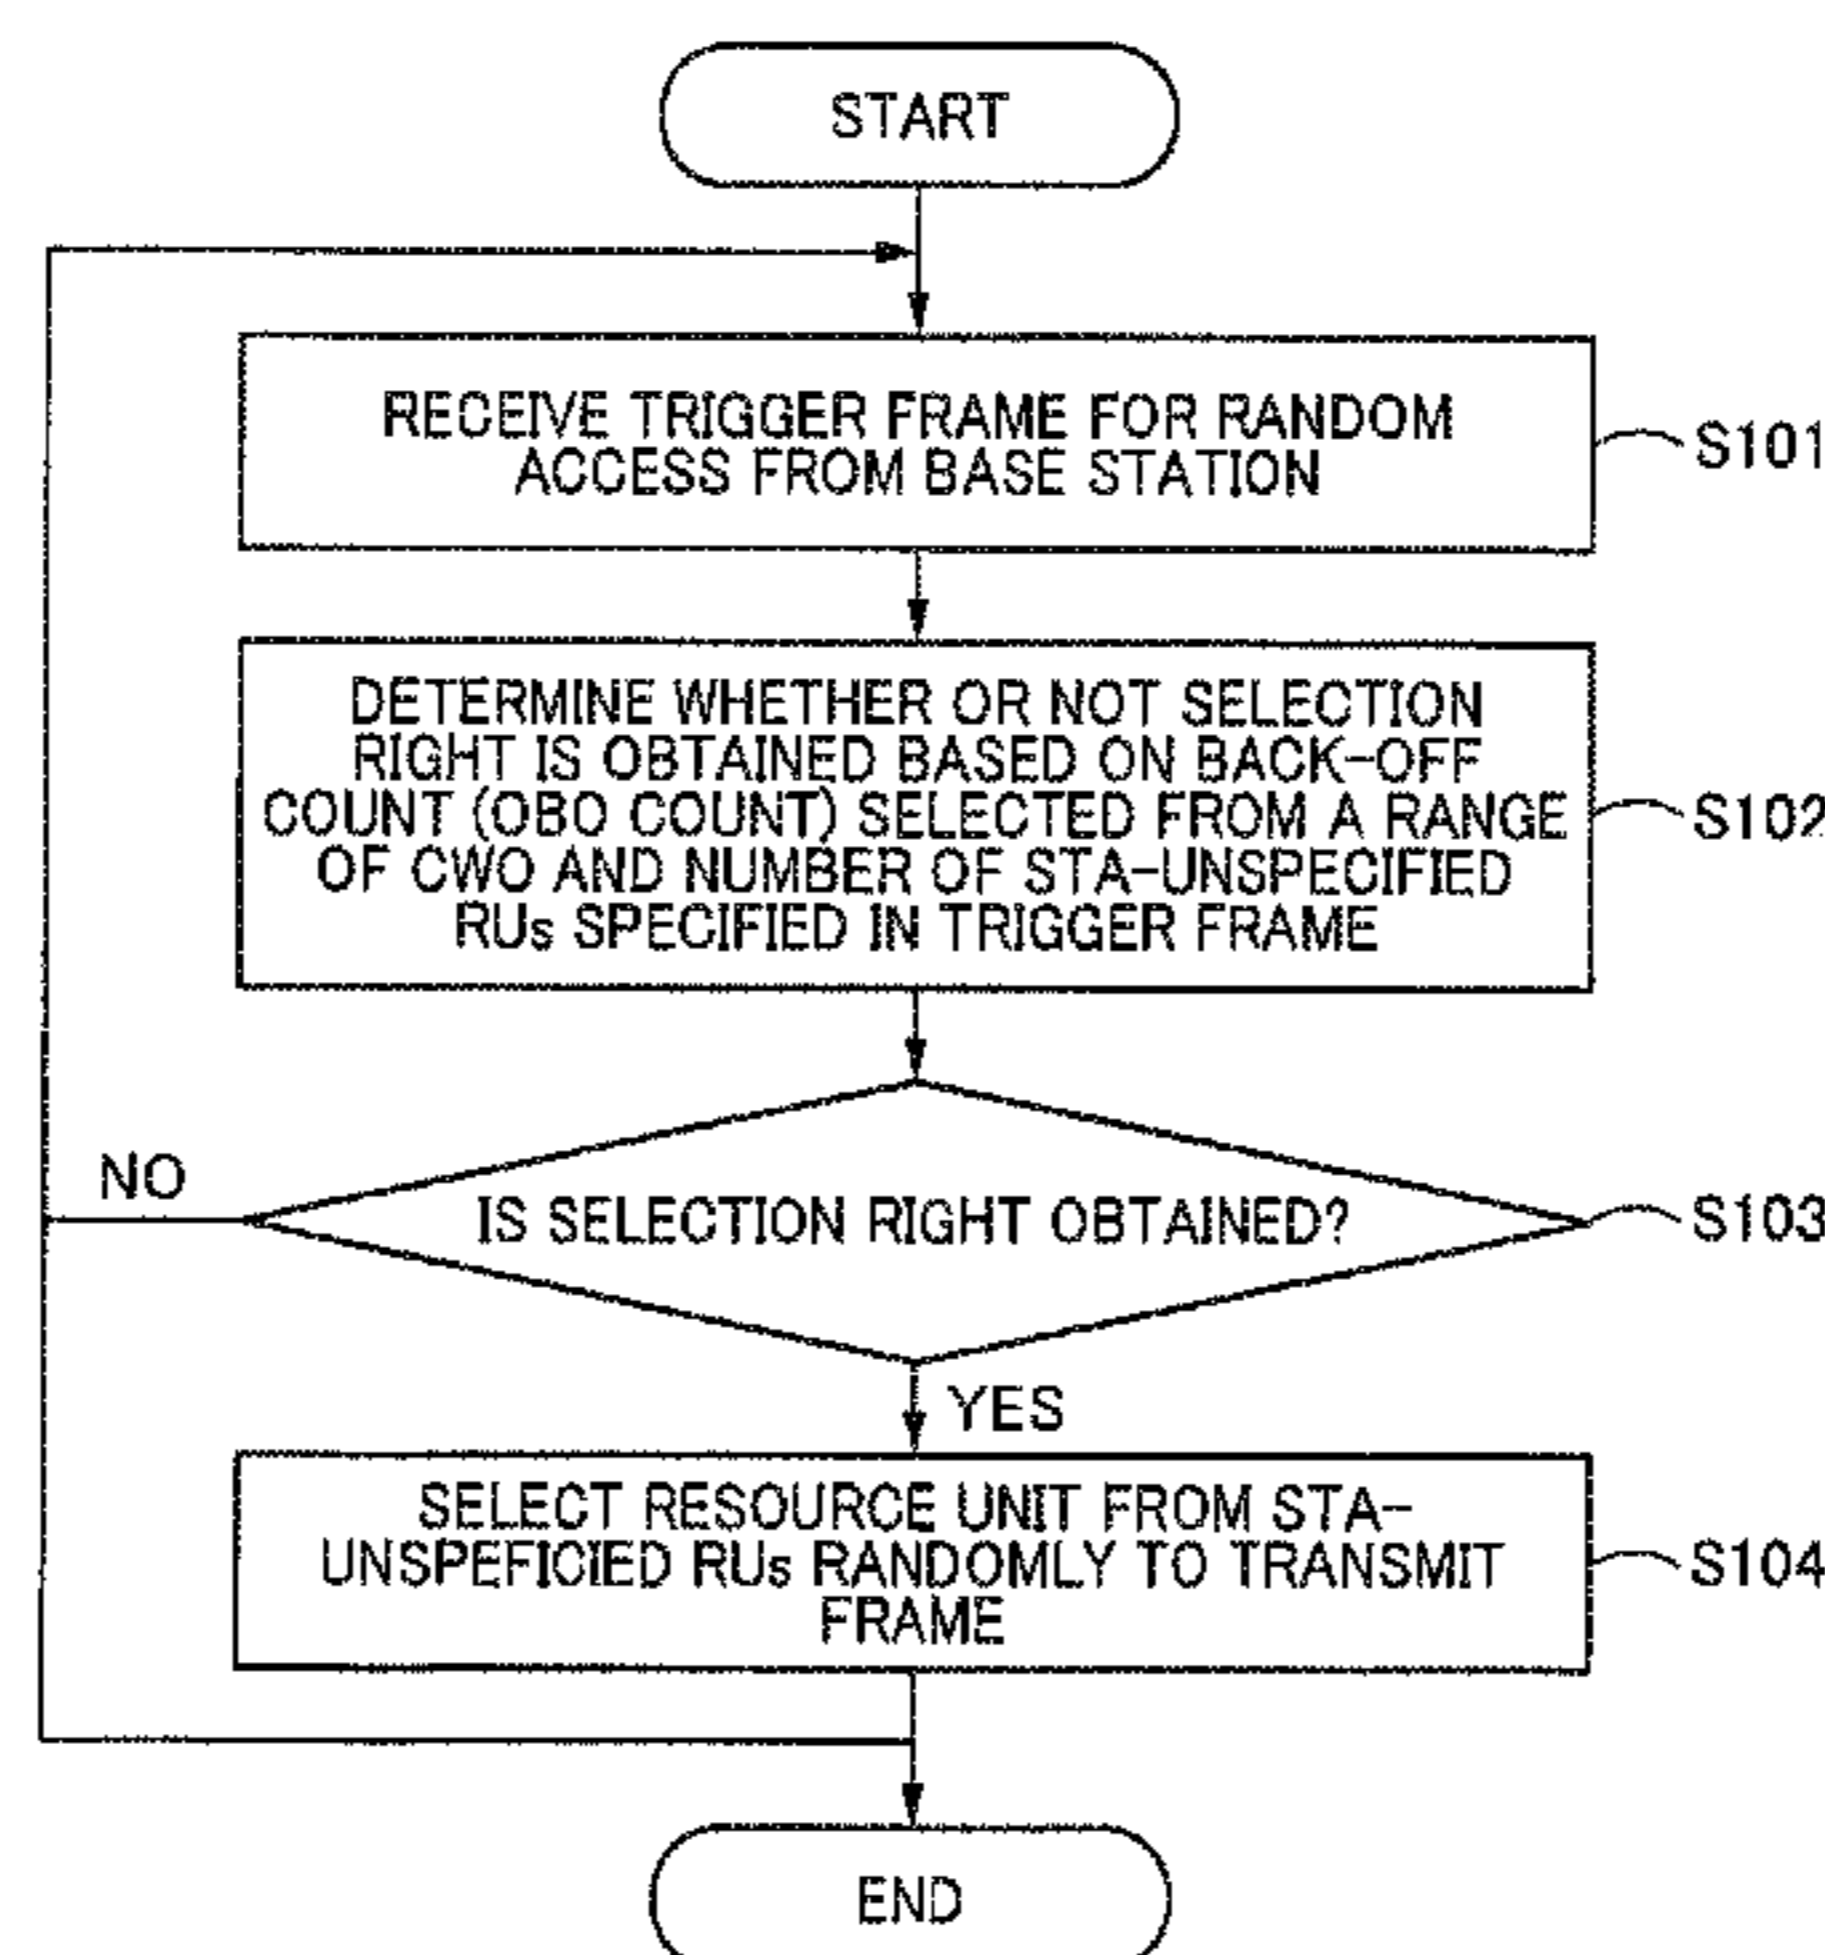 START
RECEIVE TRIGGER FRAME FOR RANDOM
ACCESS FROM BASE STATION
S101
DETERMINE WHETHER OR NOT SELECTION
RIGHT IS OBTAINED BASED ON BACK-OFF
COUNT (OBO COUNT) SELECTED FROM A RANGE
OF CWO AND NUMBER OF STA-UNSPECIFIED
RUs SPECIFIED IN TRIGGER FRAME
S102
NO
IS SELECTION RIGHT OBTAINED?
S103
YES
SELECT RESOURCE UNIT FROM STA-
UNSPEFICIED RUs RANDOMLY TO TRANSMIT
FRAME
S104
END